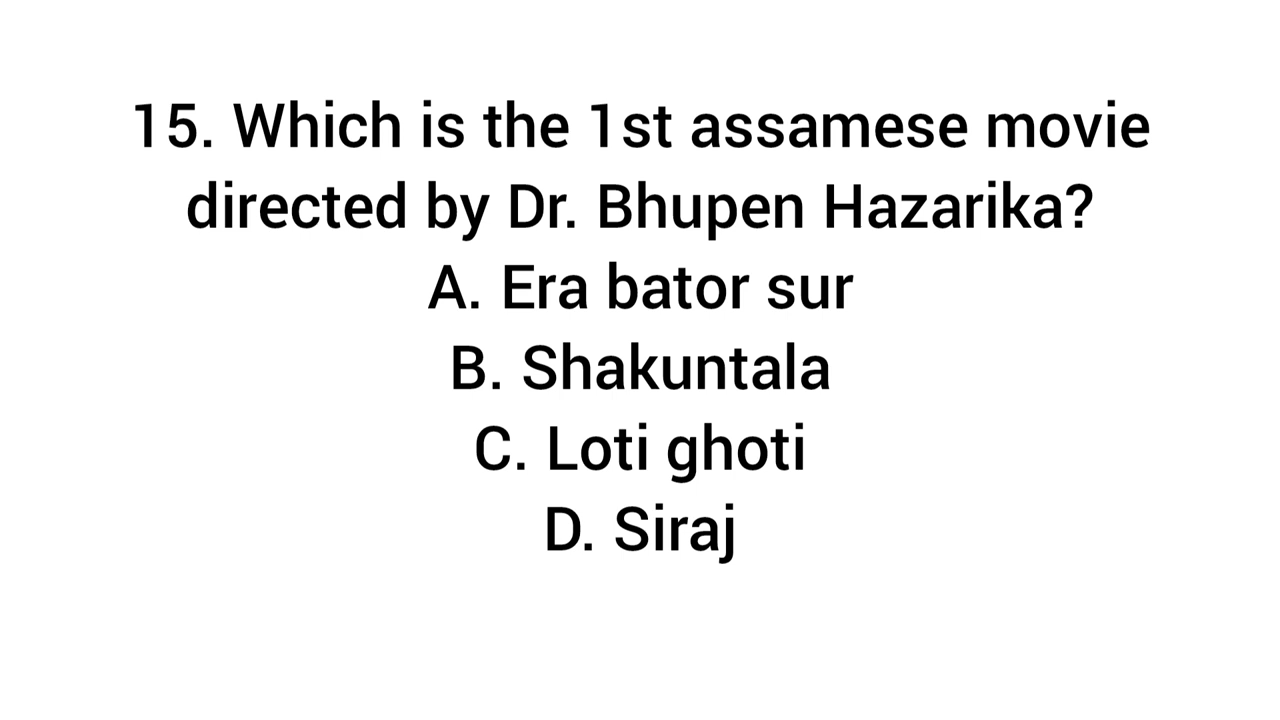 15. Which is the 1st assamese movie
directed by Dr. Bhupen Hazarika?
A. Era bator sur
B. Shakuntala
C. Loti ghoti
D. Siraj